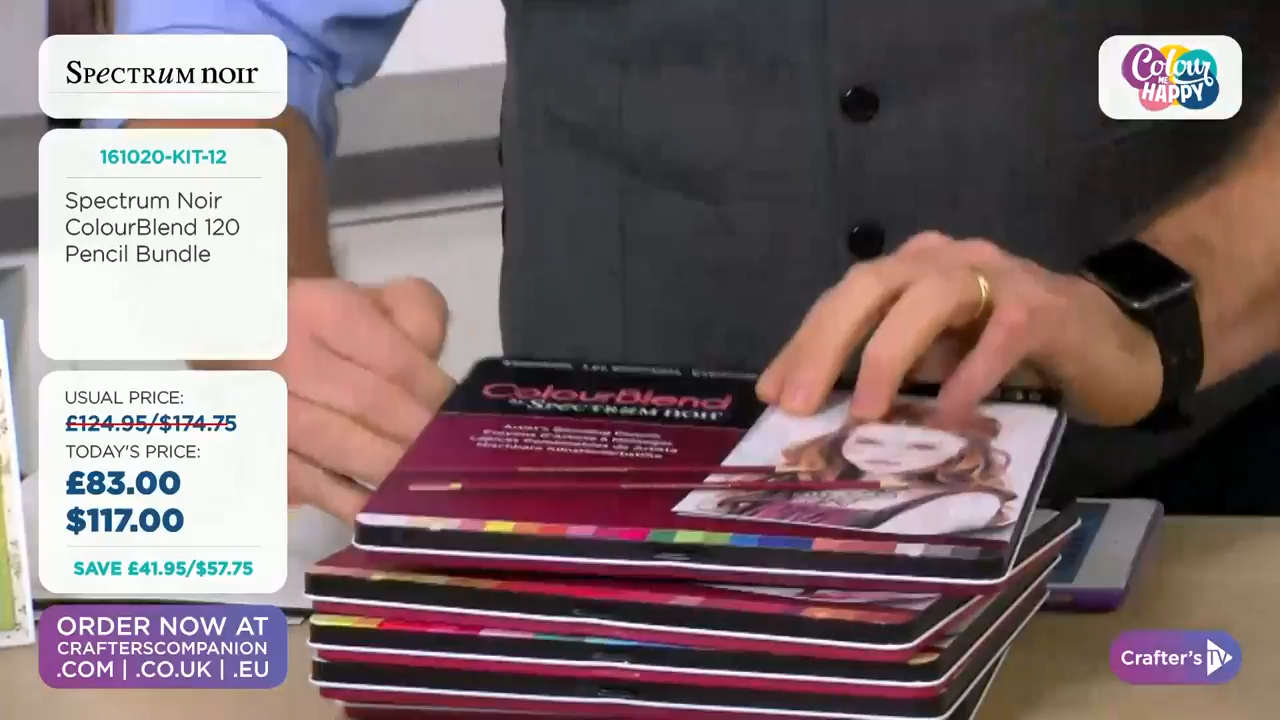 SPECTRUM NOIR
161020-KIT-12
Spectrum Noir
ColourBlend 120
Pencil Bundle
USUAL PRICE:
£124.95/$174.75
TODAY'S PRICE:
£83.00
$117.00
SAVE £41.95/$57.75
ORDER NOW AT
CRAFTERSCOMPANION
.COM | .CO.UK | .EU
Colour
ME
HAPPY
ColourBlend
by SPECTRUM NOIR
Crafter's TV